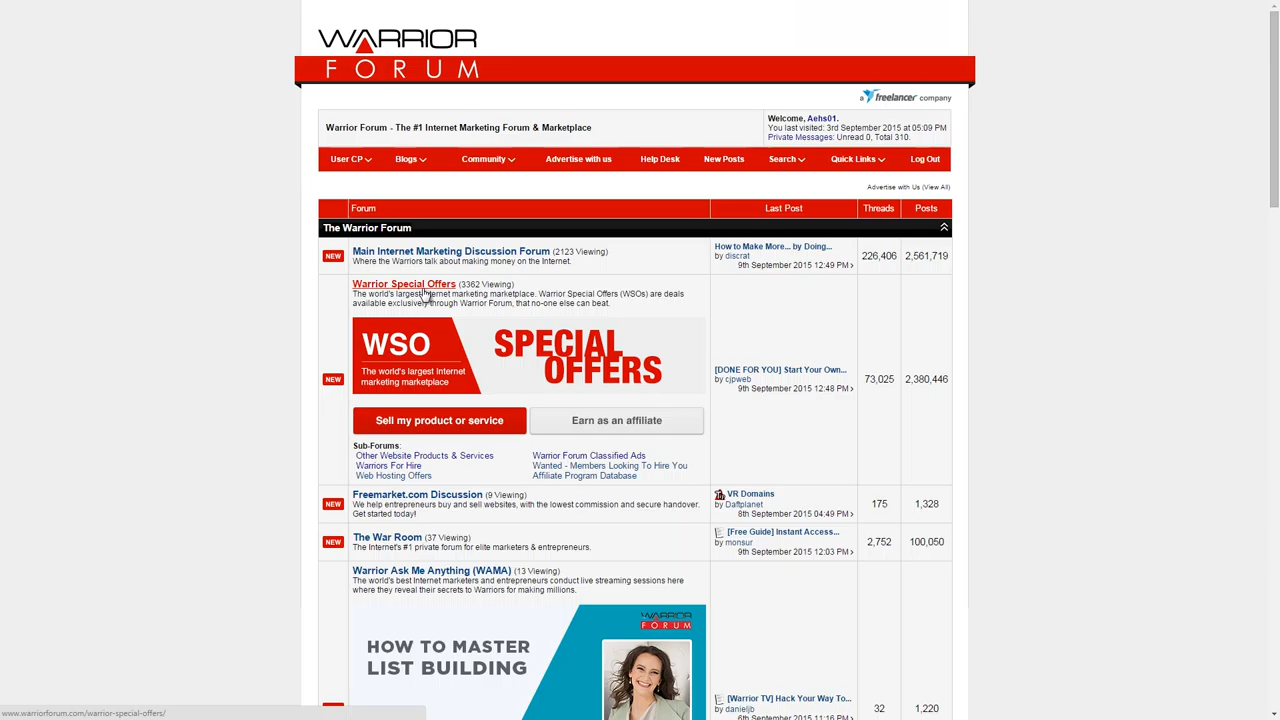 WARRIOR
FORUM
a freelancer company
Warrior Forum - The #1 Internet Marketing Forum & Marketplace
Welcome, Aehs01.
You last visited: 3rd September 2015 at 05:09 PM
Private Messages: Unread 0, Total 310.
User CP Blogs Community Advertise with us Help Desk New Posts Search Quick Links Log Out
Advertise with Us (View All)
Forum Last Post Threads Posts
The Warrior Forum
NEW
Main Internet Marketing Discussion Forum (2123 Viewing)
Where the Warriors talk about making money on the Internet.
How to Make More... by Doing...
by discrat
9th September 2015 12:49 PM
226,406 2,561,719
Warrior Special Offers (3362 Viewing)
The world's largest Internet marketing marketplace. Warrior Special Offers (WSOs) are deals
available exclusively through Warrior Forum, that no-one else can beat.
WSO
The world's largest Internet
marketing marketplace
SPECIAL
OFFERS
NEW
[DONE FOR YOU] Start Your Own...
by cjpweb
9th September 2015 12:48 PM
73,025 2,380,446
Sell my product or service Earn as an affiliate
Sub-Forums:
Other Website Products & Services Warrior Forum Classified Ads
Warriors For Hire Wanted - Members Looking To Hire You
Web Hosting Offers Affiliate Program Database
NEW
Freemarket.com Discussion (9 Viewing)
We help entrepreneurs buy and sell websites, with the lowest commission and secure handover.
Get started today!
VR Domains
by Daftplanet
8th September 2015 04:49 PM
175 1,328
NEW
The War Room (37 Viewing)
The Internet's #1 private forum for elite marketers & entrepreneurs.
[Free Guide] Instant Access...
by monsur
9th September 2015 12:03 PM
2,752 100,050
Warrior Ask Me Anything (WAMA) (13 Viewing)
The world's best Internet marketers and entrepreneurs conduct live streaming sessions here
where they reveal their secrets to Warriors for making millions.
WARRIOR
FORUM
HOW TO MASTER
LIST BUILDING
[Warrior TV] Hack Your Way To...
by danieljb
32 1,220
www.warriorforum.com/warrior-special-offers/